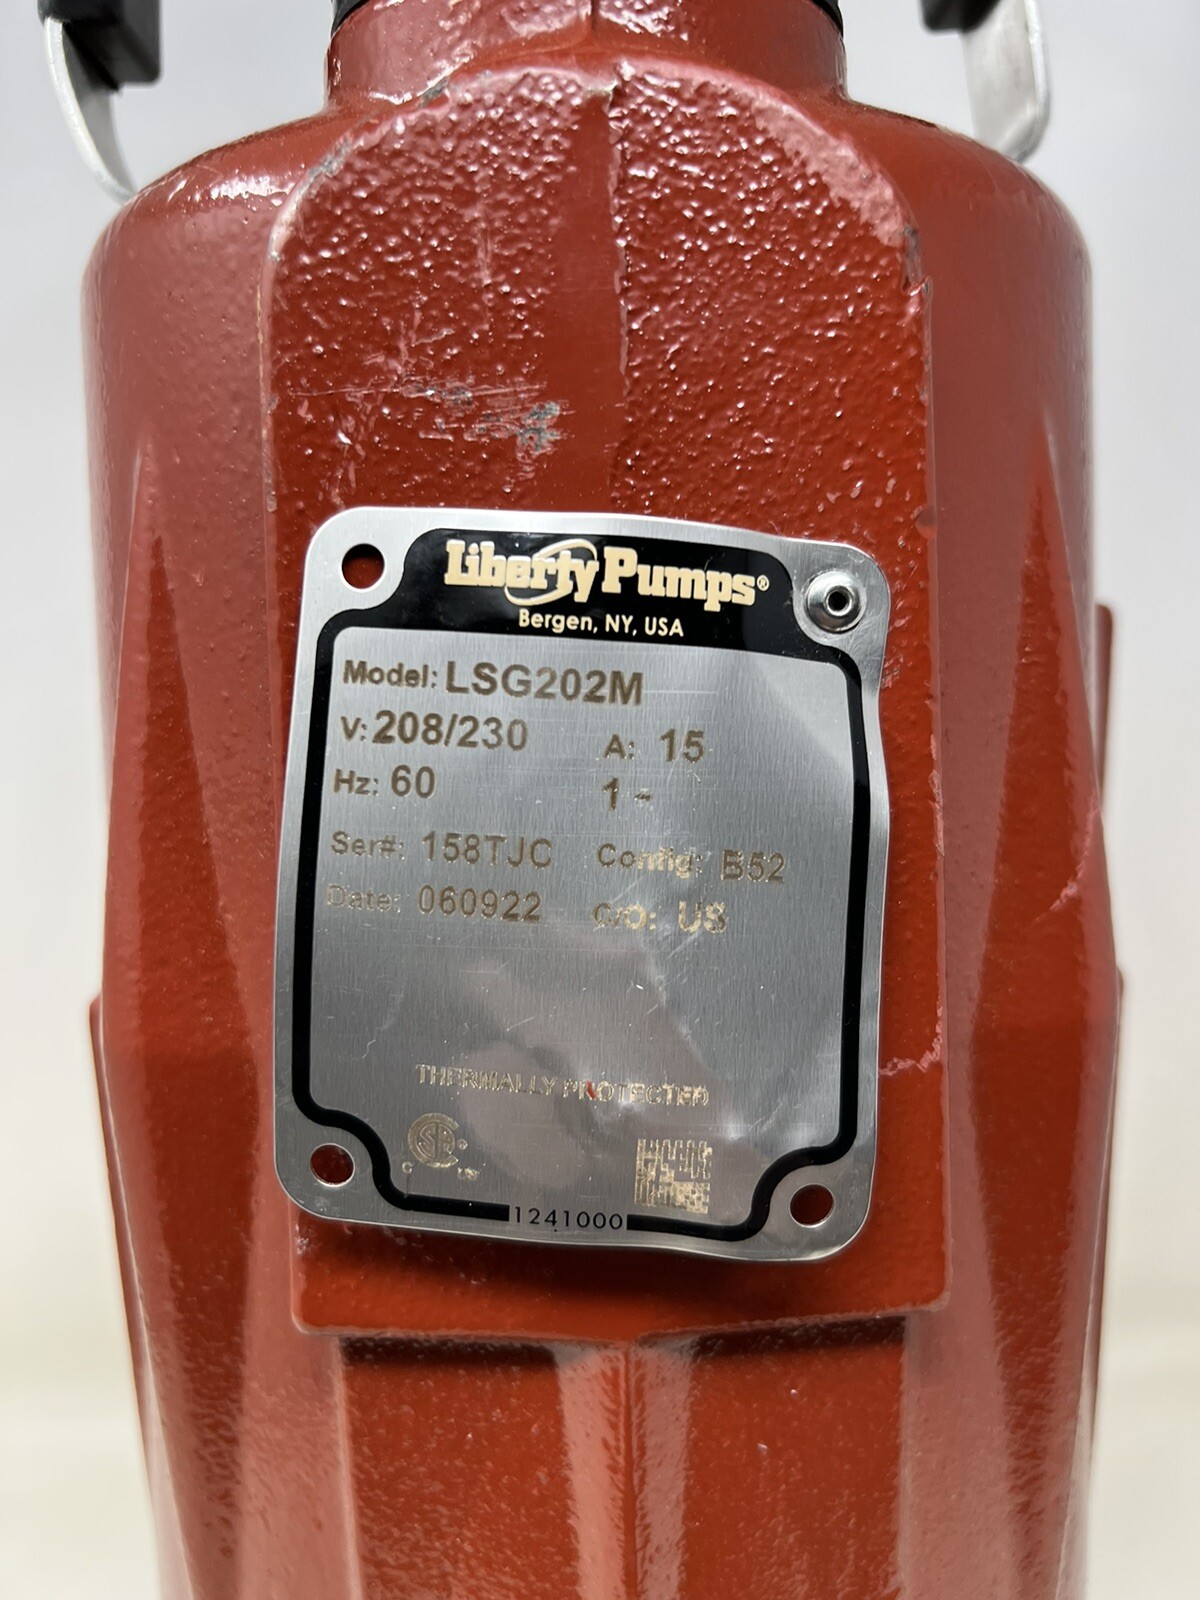 Liberty Pumps®
Bergen, NY, USA
Model: LSG202M
V: 208/230 A: 15
Hz: 60 1~
Ser#: 158TJC Config: B52
Date: 060922 C/O: US
THERMALLY PROTECTED
C US
1241000